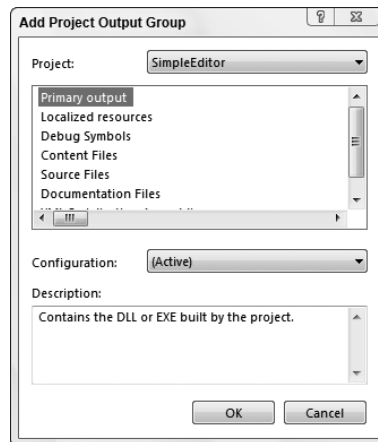 Add Project Output Group
Project:
SimpleEditor
Primary output
Localized resources
Debug Symbols
Content Files
Source Files
Documentation Files
Configuration:
(Active)
Description:
Contains the DLL or EXE built by the project.
OK
Cancel